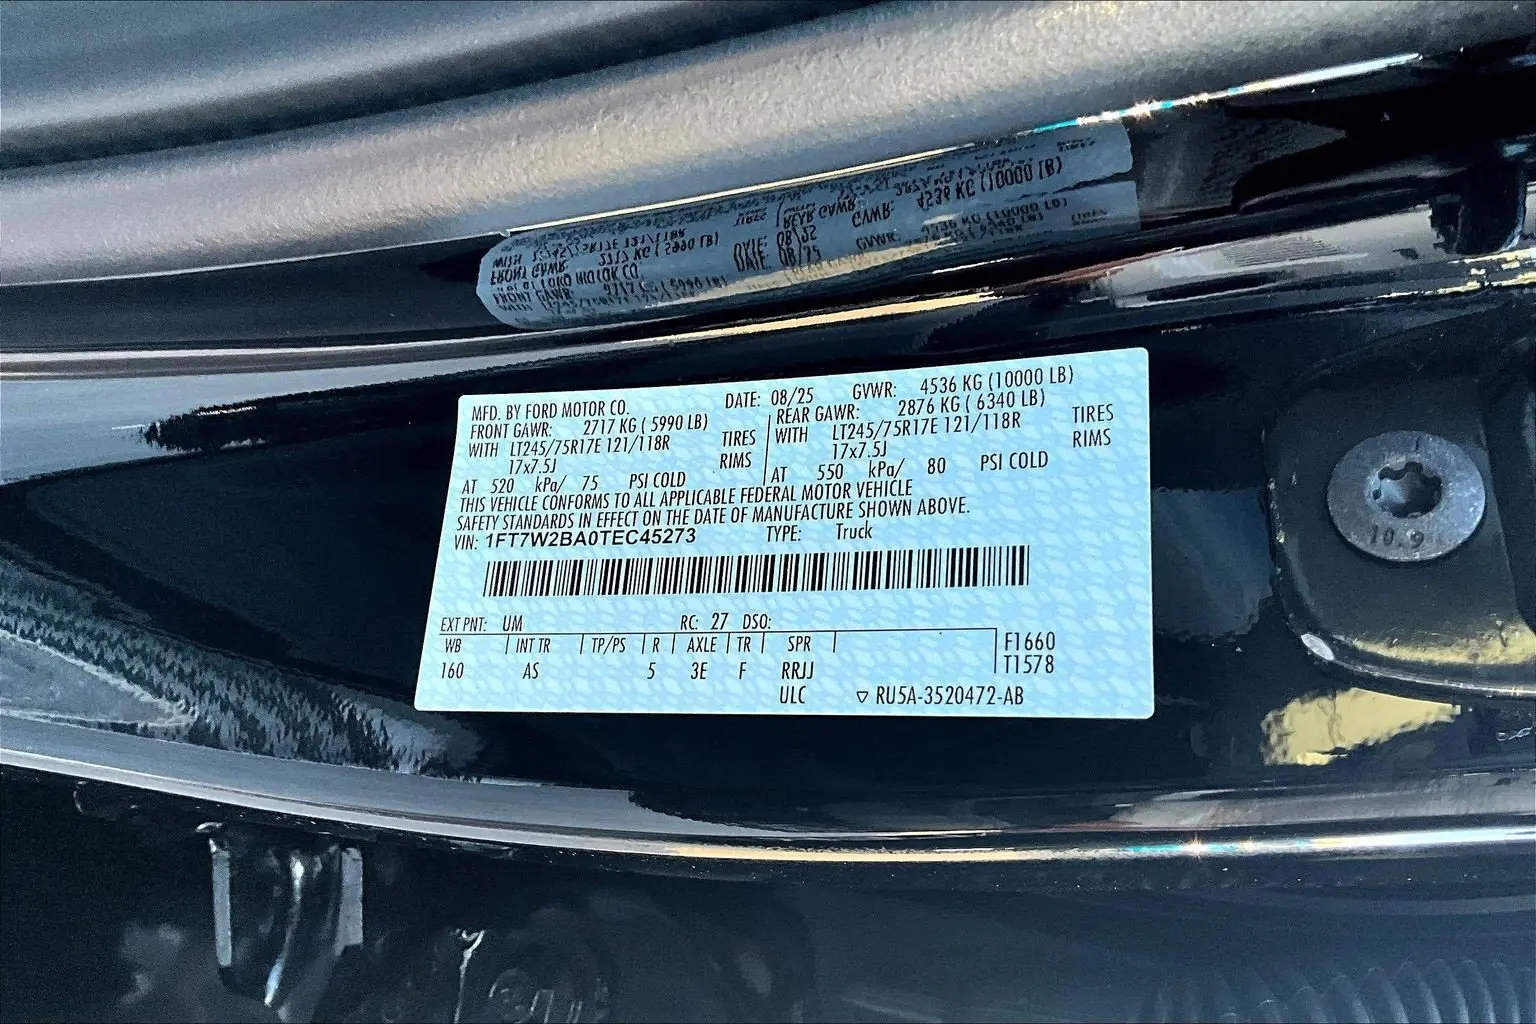 MFD. BY FORD MOTOR CO. DATE: 08/25 GVWR: 4536 KG (10000 LB)
FRONT GAWR: 2717 KG ( 5990 LB) REAR GAWR: 2876 KG ( 6340 LB)
WITH LT245/75R17E 121/118R TIRES WITH LT245/75R17E 121/118R TIRES
17x7.5J RIMS 17x7.5J RIMS
AT 520 kPa/ 75 PSI COLD AT 550 kPa/ 80 PSI COLD
THIS VEHICLE CONFORMS TO ALL APPLICABLE FEDERAL MOTOR VEHICLE
SAFETY STANDARDS IN EFFECT ON THE DATE OF MANUFACTURE SHOWN ABOVE.
VIN: 1FT7W2BA0TEC45273 TYPE: Truck
EXT PNT: UM RC: 27 DSO:
WB INT TR TP/PS R AXLE TR SPR F1660
160 AS 5 3E F RRJJ T1578
ULC ▽ RU5A-3520472-AB
10.9